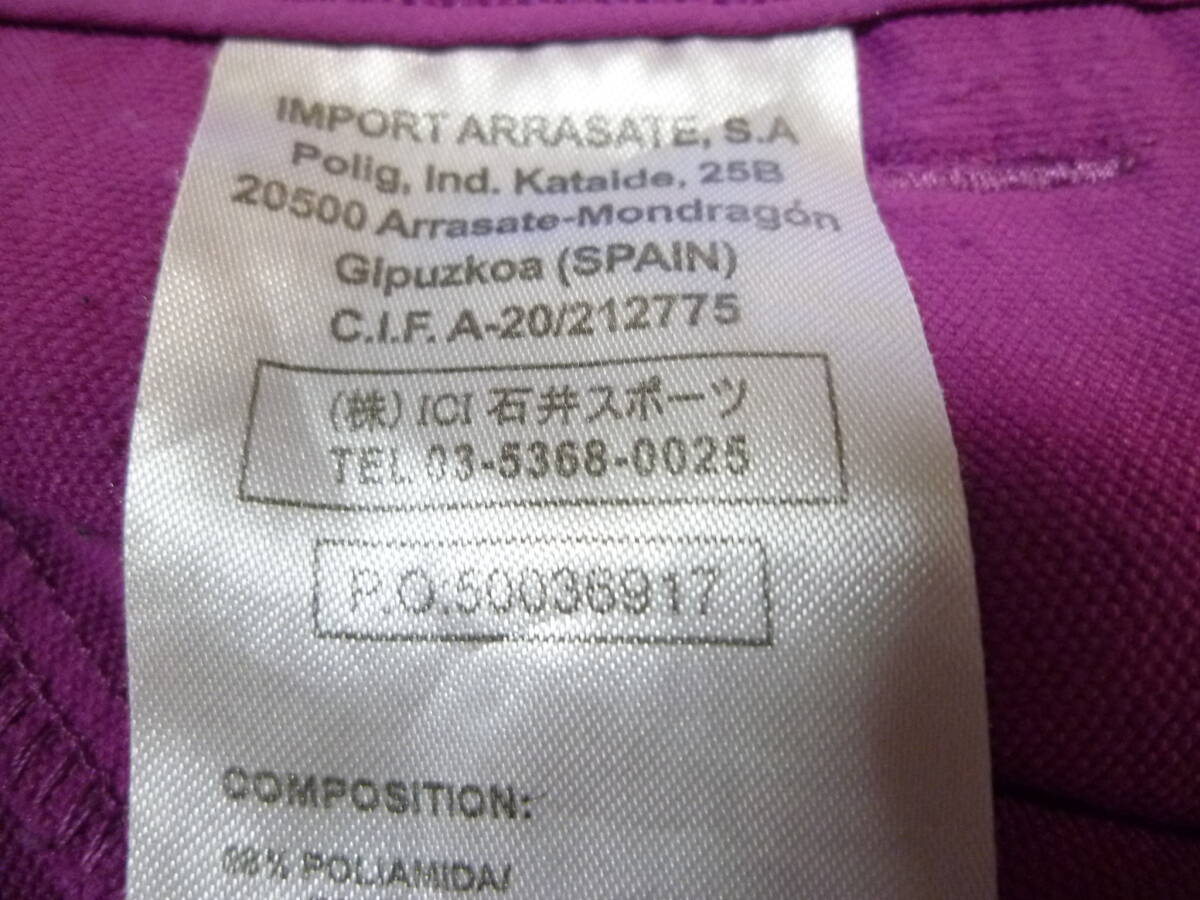 IMPORT ARRASATE, S.A
Polig, Ind. Kataide, 25B
20500 Arrasate-Mondragón
Gipuzkoa (SPAIN)
C.I.F. A-20/212775
(株) ICI 石井スポーツ
TEL. 03-5368-0025
P.O:50036917
COMPOSITION:
POLIAMIDA/